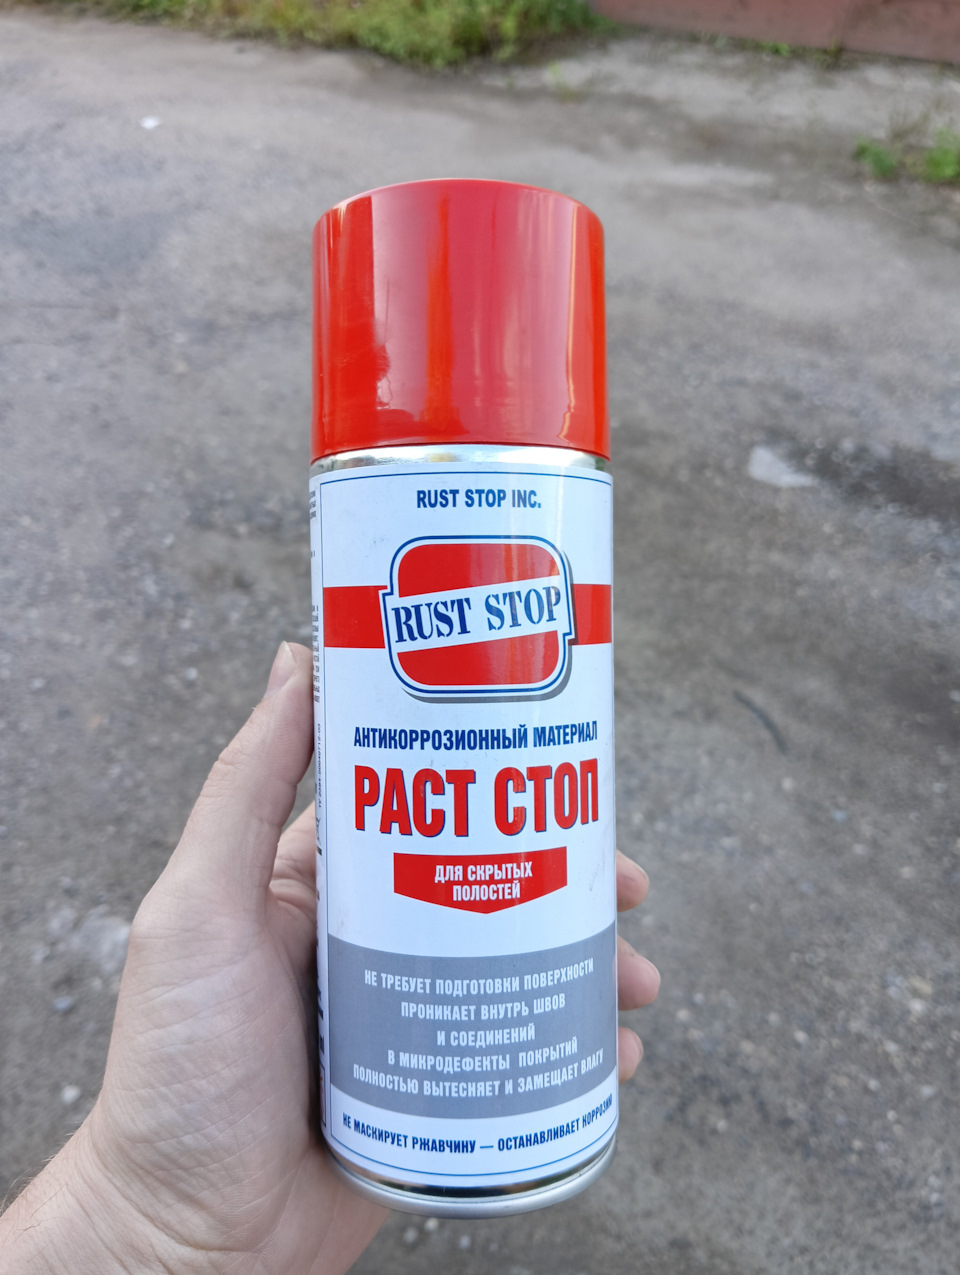 RUST STOP INC.
RUST STOP
АНТИКОРРОЗИОННЫЙ МАТЕРИАЛ
РАСТ СТОП
ДЛЯ СКРЫТЫХ
ПОЛОСТЕЙ
НЕ ТРЕБУЕТ ПОДГОТОВКИ ПОВЕРХНОСТИ
ПРОНИКАЕТ ВНУТРЬ ШВОВ
И СОЕДИНЕНИЙ
В МИКРОДЕФЕКТЫ ПОКРЫТИЙ
ПОЛНОСТЬЮ ВЫТЕСНЯЕТ И ЗАМЕЩАЕТ ВЛАГУ
НЕ МАСКИРУЕТ РЖАВЧИНУ — ОСТАНАВЛИВАЕТ КОРРОЗИЮ